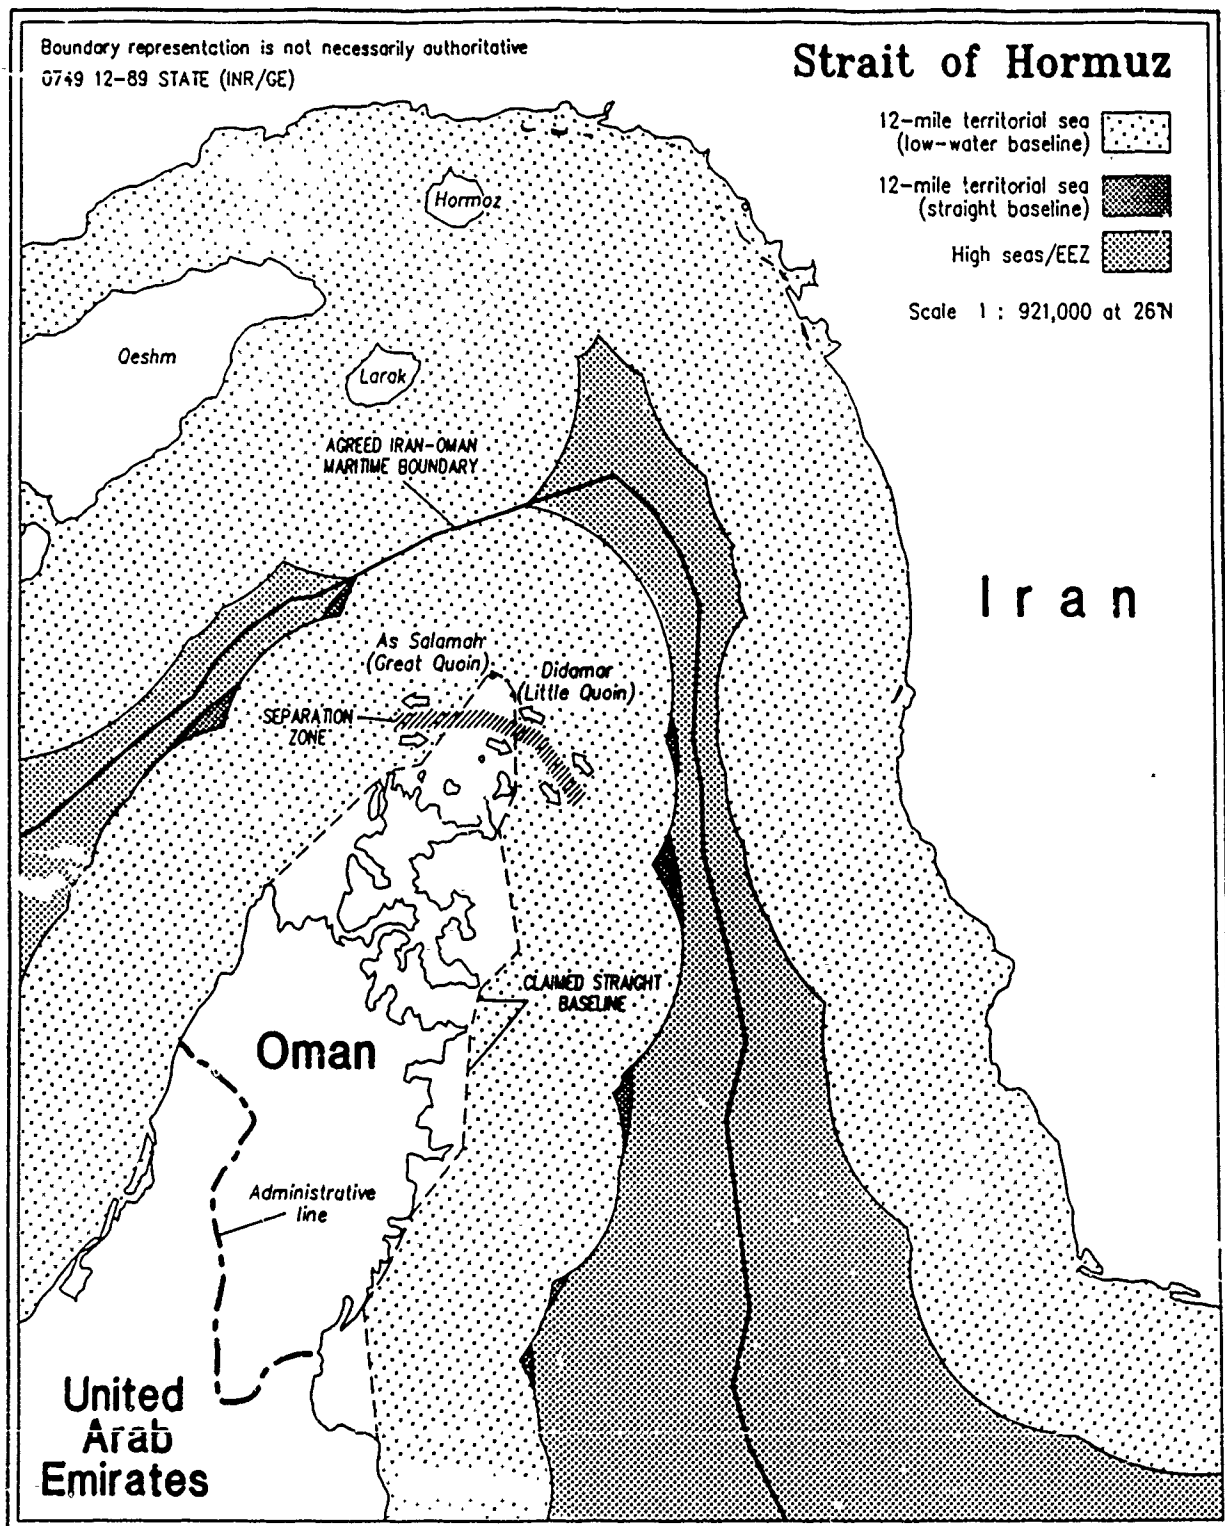 Boundary representation is not necessarily authoritative
0749 12-89 STATE (INR/GE)
Strait of Hormuz
12-mile territorial sea
(low-water baseline)
12-mile territorial sea
(straight baseline)
High seas/EEZ
Scale 1 : 921,000 at 26°N
Hormoz
Qeshm
Larak
AGREED IRAN-OMAN
MARITIME BOUNDARY
Iran
As Salamah
(Great Quoin)
Didamar
(Little Quoin)
SEPARATION
ZONE
CLAIMED STRAIGHT
BASELINE
Oman
Administrative
line
United
Arab
Emirates